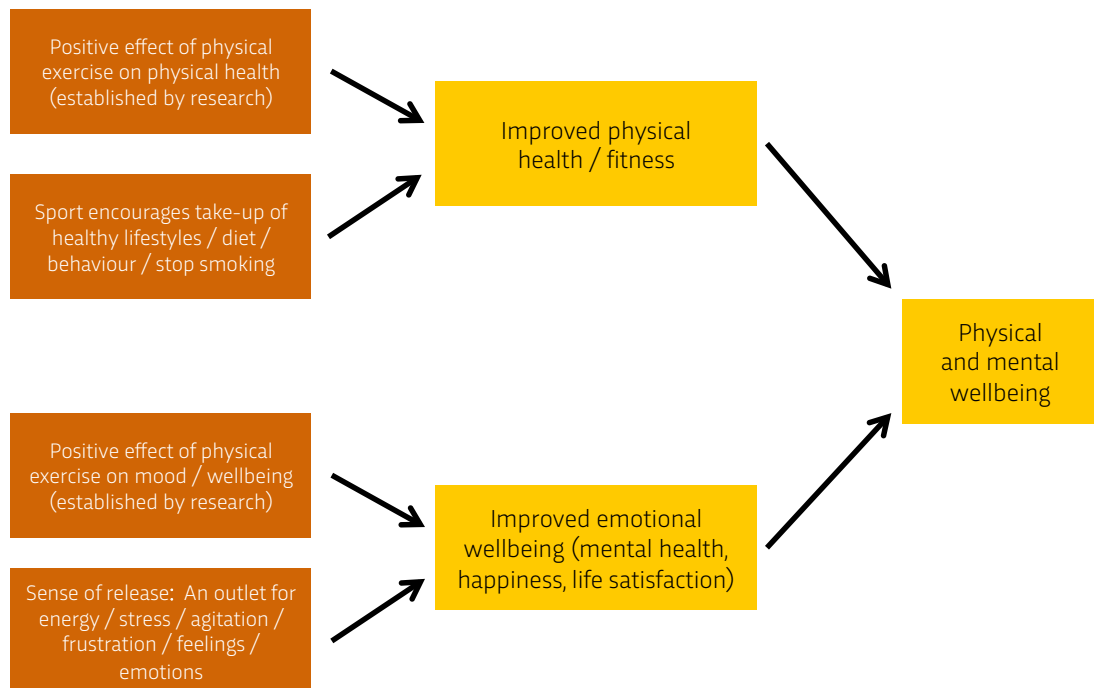 Positive effect of physical
exercise on physical health
(established by research)
Improved physical
health / fitness
Sport encourages take-up of
healthy lifestyles / diet /
behaviour / stop smoking
Physical
and mental
wellbeing
Positive effect of physical
exercise on mood / wellbeing
(established by research)
Improved emotional
wellbeing (mental health,
happiness, life satisfaction)
Sense of release:  An outlet for
energy / stress / agitation /
frustration / feelings /
emotions